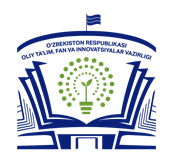 O'ZBEKISTON RESPUBLIKASI
OLIY TA'LIM, FAN VA INNOVATSIYALAR VAZIRLIGI